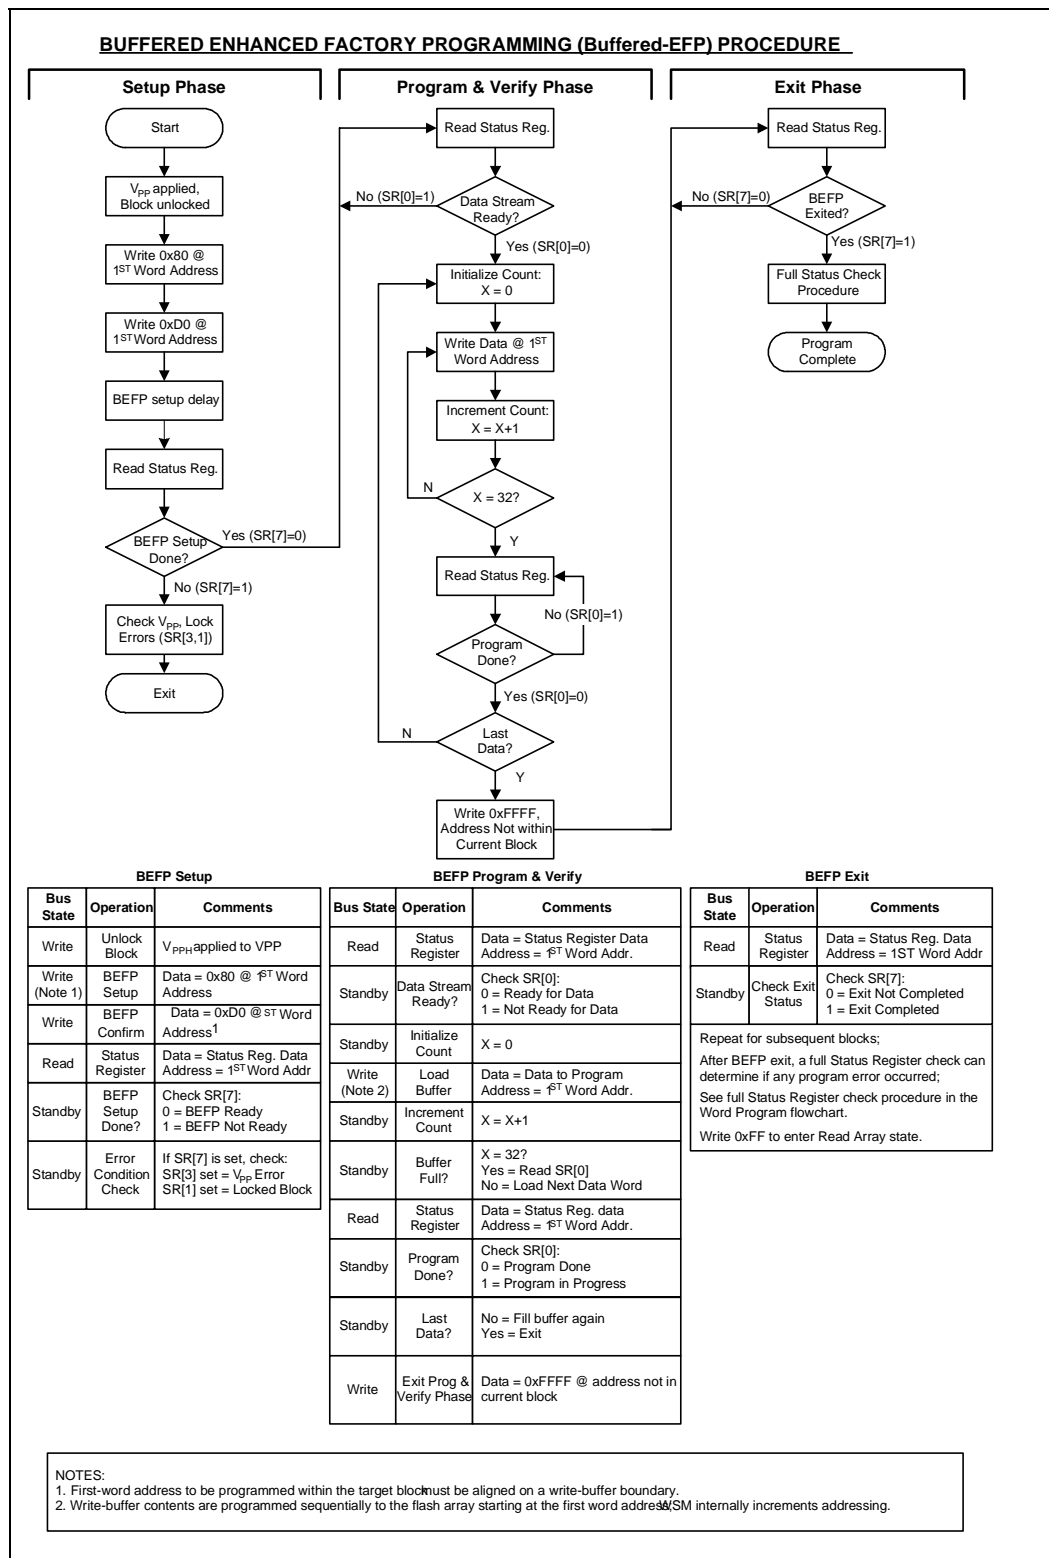 BUFFERED ENHANCED FACTORY PROGRAMMING (Buffered-EFP) PROCEDURE
Setup Phase
Start
VPP applied,
Block unlocked
Write 0x80 @
1ST Word Address
Write 0xD0 @
1ST Word Address
BEFP setup delay
Read Status Reg.
BEFP Setup
Done?
Yes (SR[7]=0)
No (SR[7]=1)
Check VPP, Lock
Errors (SR[3,1])
Exit
Program & Verify Phase
Read Status Reg.
No (SR[0]=1)
Data Stream
Ready?
Yes (SR[0]=0)
Initialize Count:
X = 0
Write Data @ 1ST
Word Address
Increment Count:
X = X+1
N
X = 32?
Y
Read Status Reg.
No (SR[0]=1)
Program
Done?
Yes (SR[0]=0)
N
Last
Data?
Y
Write 0xFFFF,
Address Not within
Current Block
Exit Phase
Read Status Reg.
No (SR[7]=0)
BEFP
Exited?
Yes (SR[7]=1)
Full Status Check
Procedure
Program
Complete
BEFP Setup
Bus
State
Operation
Comments
Write
Unlock
Block
VPPH applied to VPP
Write
(Note 1)
BEFP
Setup
Data = 0x80 @ 1ST Word
Address
Write
BEFP
Confirm
Data = 0xD0 @ ST Word
Address1
Read
Status
Register
Data = Status Reg. Data
Address = 1ST Word Addr
Standby
BEFP
Setup
Done?
Check SR[7]:
0 = BEFP Ready
1 = BEFP Not Ready
Standby
Error
Condition
Check
If SR[7] is set, check:
SR[3] set = VPP Error
SR[1] set = Locked Block
BEFP Program & Verify
Bus State
Operation
Comments
Read
Status
Register
Data = Status Register Data
Address = 1ST Word Addr.
Standby
Data Stream
Ready?
Check SR[0]:
0 = Ready for Data
1 = Not Ready for Data
Standby
Initialize
Count
X = 0
Write
(Note 2)
Load
Buffer
Data = Data to Program
Address = 1ST Word Addr.
Standby
Increment
Count
X = X+1
Standby
Buffer
Full?
X = 32?
Yes = Read SR[0]
No = Load Next Data Word
Read
Status
Register
Data = Status Reg. data
Address = 1ST Word Addr.
Standby
Program
Done?
Check SR[0]:
0 = Program Done
1 = Program in Progress
Standby
Last
Data?
No = Fill buffer again
Yes = Exit
Write
Exit Prog &
Verify Phase
Data = 0xFFFF @ address not in
current block
BEFP Exit
Bus
State
Operation
Comments
Read
Status
Register
Data = Status Reg. Data
Address = 1ST Word Addr
Standby
Check Exit
Status
Check SR[7]:
0 = Exit Not Completed
1 = Exit Completed
Repeat for subsequent blocks;
After BEFP exit, a full Status Register check can
determine if any program error occurred;
See full Status Register check procedure in the
Word Program flowchart.
Write 0xFF to enter Read Array state.
NOTES:
1. First-word address to be programmed within the target block must be aligned on a write-buffer boundary.
2. Write-buffer contents are programmed sequentially to the flash array starting at the first word address; WSM internally increments addressing.